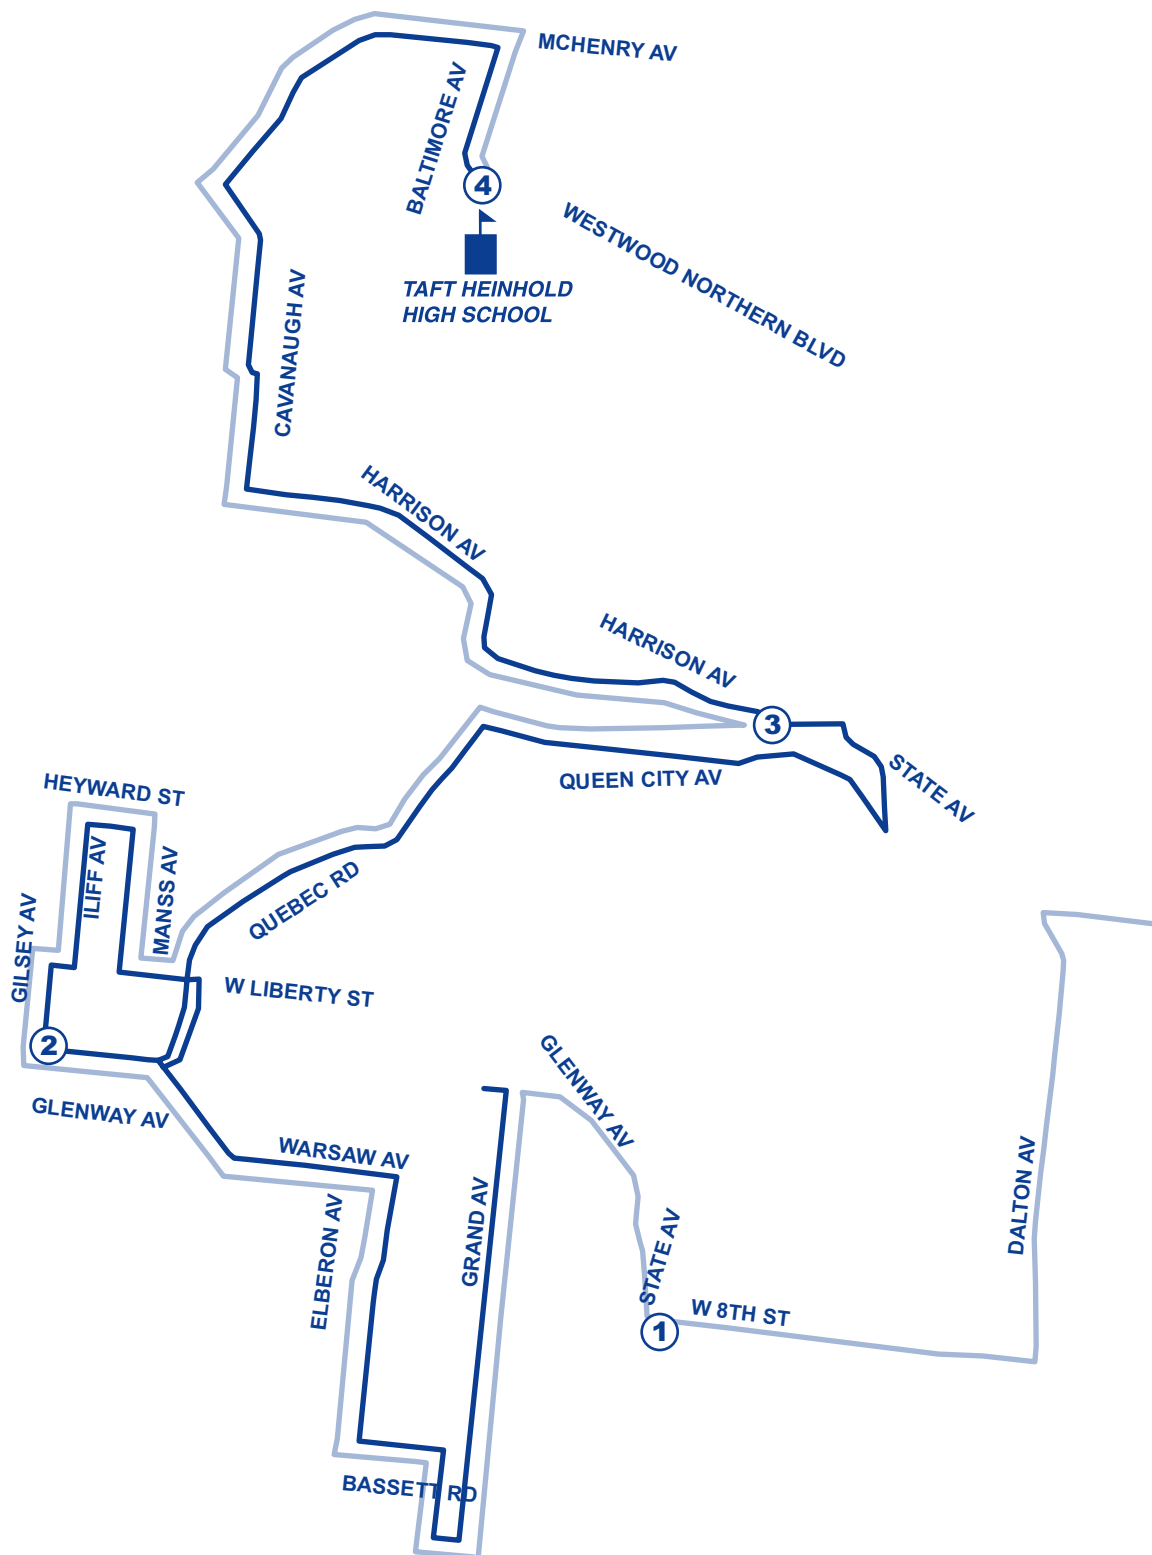 MCHENRY AV
BALTIMORE AV
4
WESTWOOD NORTHERN BLVD
TAFT HEINHOLD
HIGH SCHOOL
CAVANAUGH AV
HARRISON AV
HARRISON AV
3
STATE AV
QUEEN CITY AV
HEYWARD ST
ILIFF AV
MANSS AV
QUEBEC RD
GILSEY AV
W LIBERTY ST
2
GLENWAY AV
GLENWAY AV
WARSAW AV
ELBERON AV
GRAND AV
STATE AV
DALTON AV
W 8TH ST
1
BASSETT RD